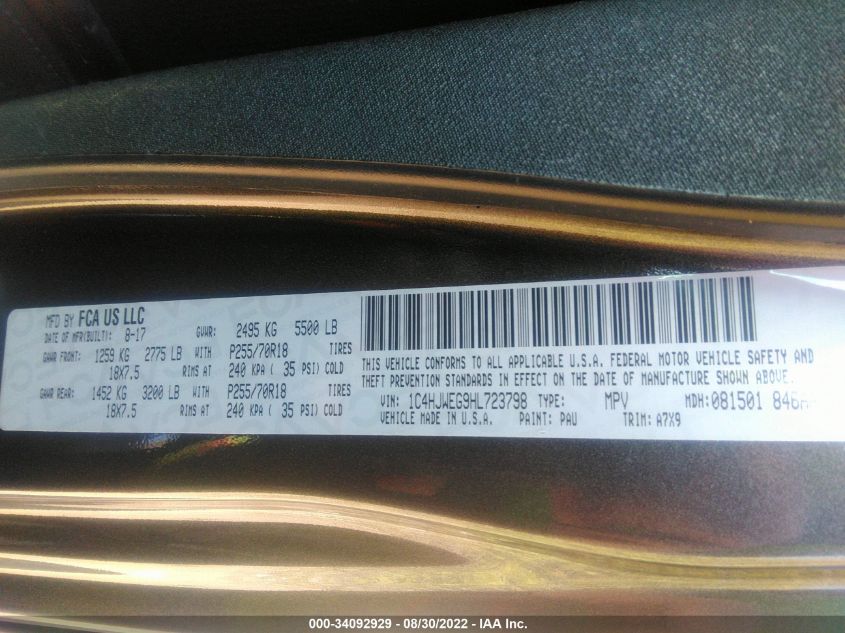 MFD BY FCA US LLC
DATE OF MFR(BUILT): 8-17 GVWR: 2495 KG 5500 LB
GAWR FRONT: 1259 KG 2775 LB WITH P255/70R18 TIRES
18X7.5 RIMS AT 240 KPA ( 35 PSI) COLD
GAWR REAR: 1452 KG 3200 LB WITH P255/70R18 TIRES
18X7.5 RIMS AT 240 KPA ( 35 PSI) COLD
THIS VEHICLE CONFORMS TO ALL APPLICABLE U.S.A. FEDERAL MOTOR VEHICLE SAFETY AND
THEFT PREVENTION STANDARDS IN EFFECT ON THE DATE OF MANUFACTURE SHOWN ABOVE.
VIN: 1C4HJWEG9HL723798 TYPE: MPV MDH: 081501 846
VEHICLE MADE IN U.S.A. PAINT: PAU TRIM: A7X9
000-34092929 - 08/30/2022 - IAA Inc.